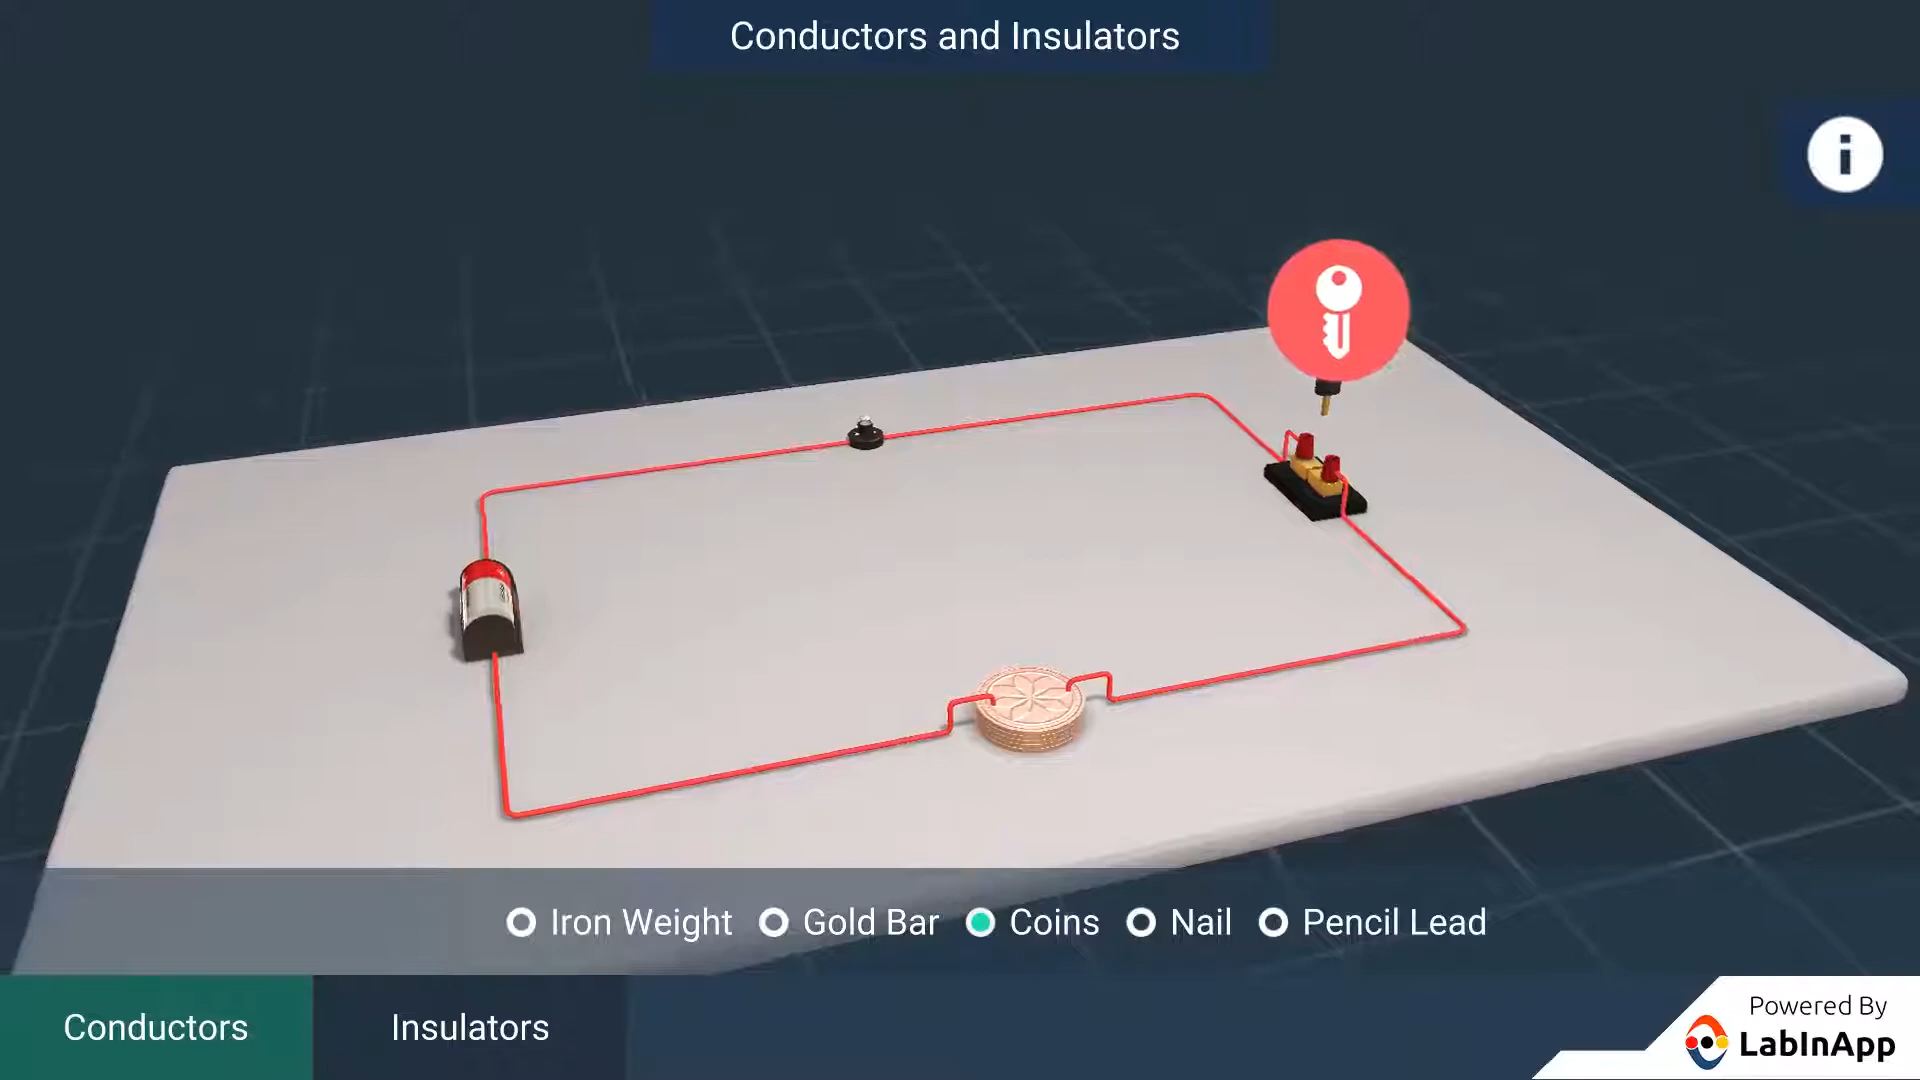 Conductors and Insulators
Iron Weight Gold Bar Coins Nail Pencil Lead
Conductors Insulators
Powered By
LabInApp